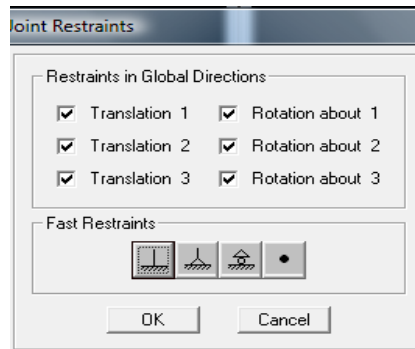 Joint Restraints
Restraints in Global Directions
Translation 1 Rotation about 1
Translation 2 Rotation about 2
Translation 3 Rotation about 3
Fast Restraints
OK Cancel